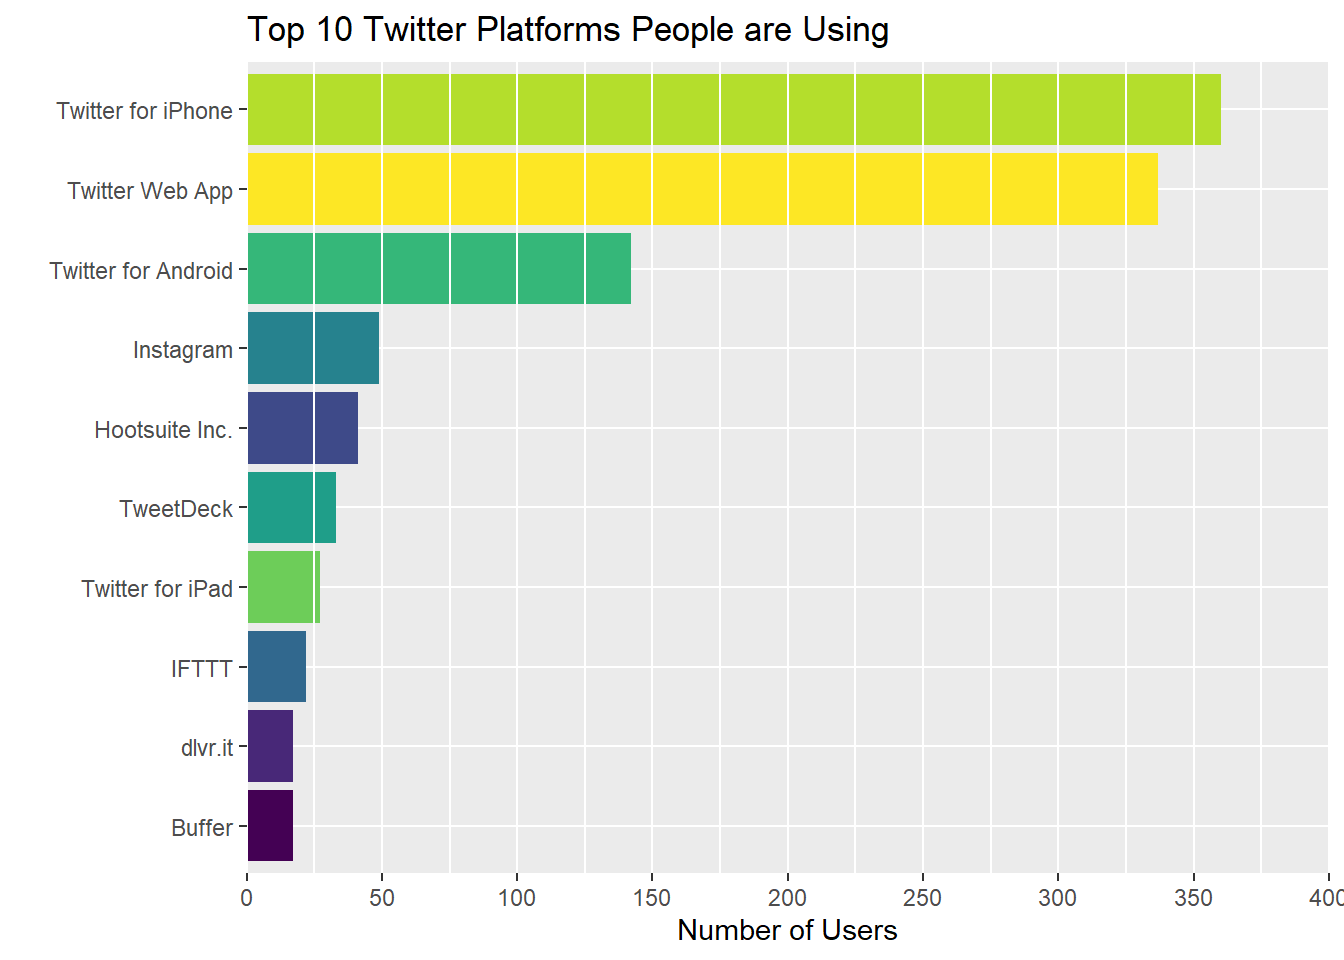 Top 10 Twitter Platforms People are Using
Twitter for iPhone
Twitter Web App
Twitter for Android
Instagram
Hootsuite Inc.
TweetDeck
Twitter for iPad
IFTTT
dlvr.it
Buffer
0 50 100 150 200 250 300 350 400
Number of Users